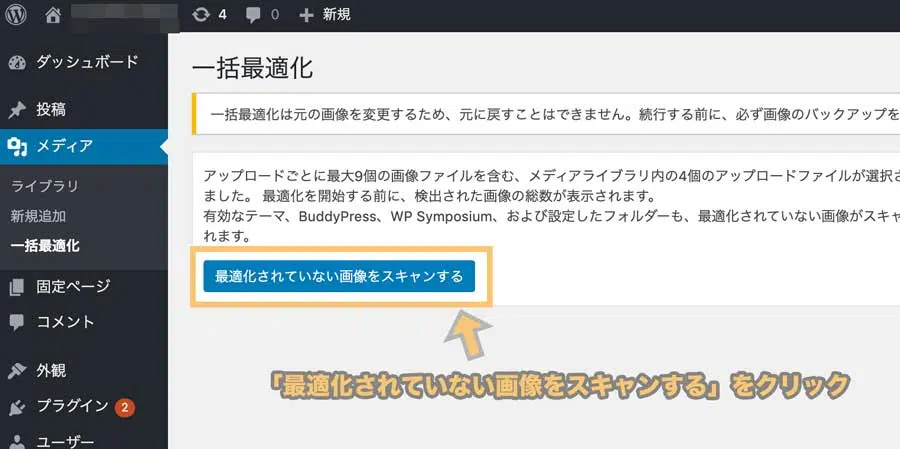 4 0 新規
ダッシュボード
投稿
メディア
ライブラリ
新規追加
一括最適化
固定ページ
コメント
外観
プラグイン 2
ユーザー
一括最適化
一括最適化は元の画像を変更するため、元に戻すことはできません。続行する前に、必ず画像のバックアップを
アップロードごとに最大9個の画像ファイルを含む、メディアライブラリ内の4個のアップロードファイルが選択さ
ました。 最適化を開始する前に、検出された画像の総数が表示されます。
有効なテーマ、BuddyPress、WP Symposium、および設定したフォルダーも、最適化されていない画像がスキャ
れます。
最適化されていない画像をスキャンする
「最適化されていない画像をスキャンする」をクリック